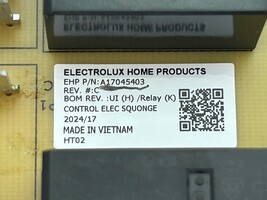 ELECTROLUX HOME PRODUCTS
EHP P/N:A17045403
REV. #:C
BOM REV. :UI (H) /Relay (K)
CONTROL ELEC SQUONGE
2024/17
MADE IN VIETNAM
HT02